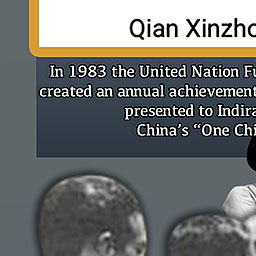 Qian Xinzho
In 1983 the United Nation Fu
created an annual achievement
presented to Indira
China's "One Chi